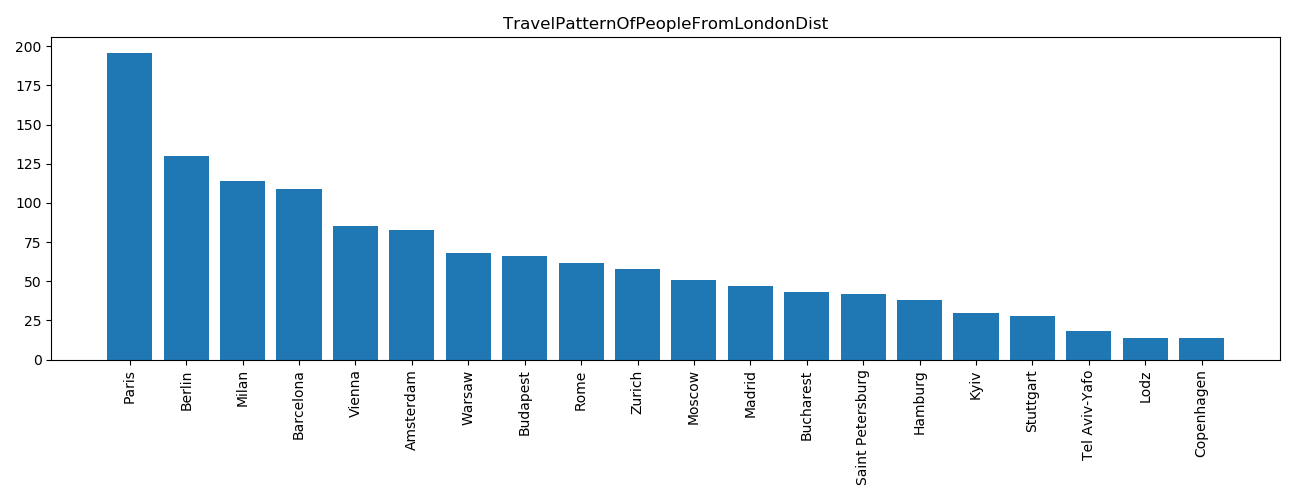 TravelPatternOfPeopleFromLondonDist
200
175
150
125
100
75
50
25
0
Paris
Berlin
Milan
Barcelona
Vienna
Amsterdam
Warsaw
Budapest
Rome
Zurich
Moscow
Madrid
Bucharest
Saint Petersburg
Hamburg
Kyiv
Stuttgart
Tel Aviv-Yafo
Lodz
Copenhagen